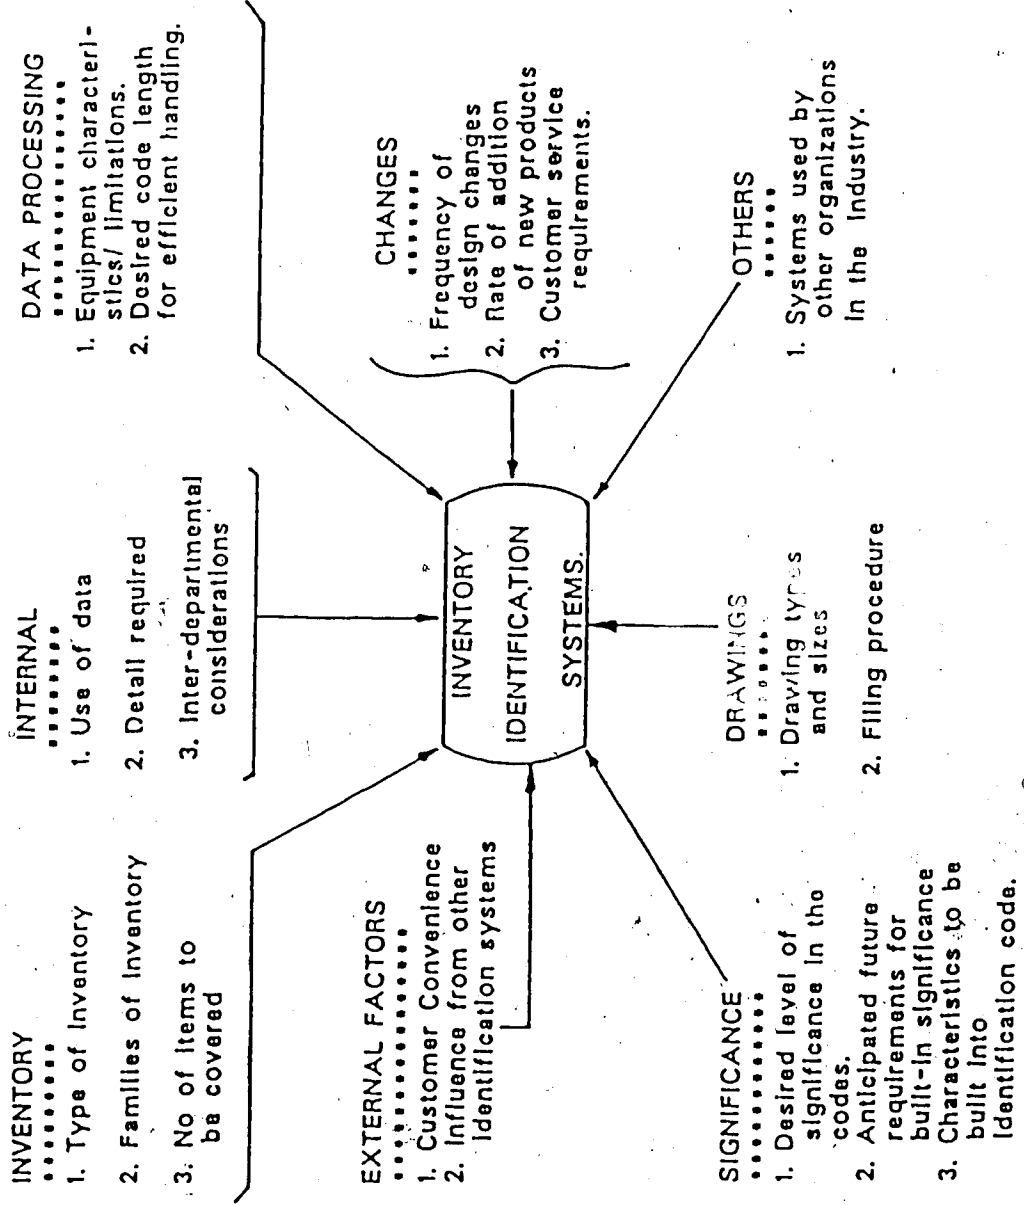 INVENTORY
1. Type of Inventory
2. Families of Inventory
3. No of items to
be covered
INTERNAL
1. Use of data
2. Detail required
3. Inter-departmental
considerations
DATA PROCESSING
1. Equipment characteri-
stics/ limitations.
2. Desired code length
for efficient handling.
EXTERNAL FACTORS
1. Customer Convenience
2. Influence from other
identification systems
INVENTORY
IDENTIFICATION
SYSTEMS.
CHANGES
1. Frequency of
design changes
2. Rate of addition
of new products
3. Customer service
requirements.
SIGNIFICANCE
1. Desired level of
significance in the
codes.
2. Anticipated future
requirements for
built-in significance
3. Characteristics to be
built into
Identification code.
DRAWINGS
1. Drawing types
and sizes
2. Filing procedure
OTHERS
1. Systems used by
other organizations
in the Industry.